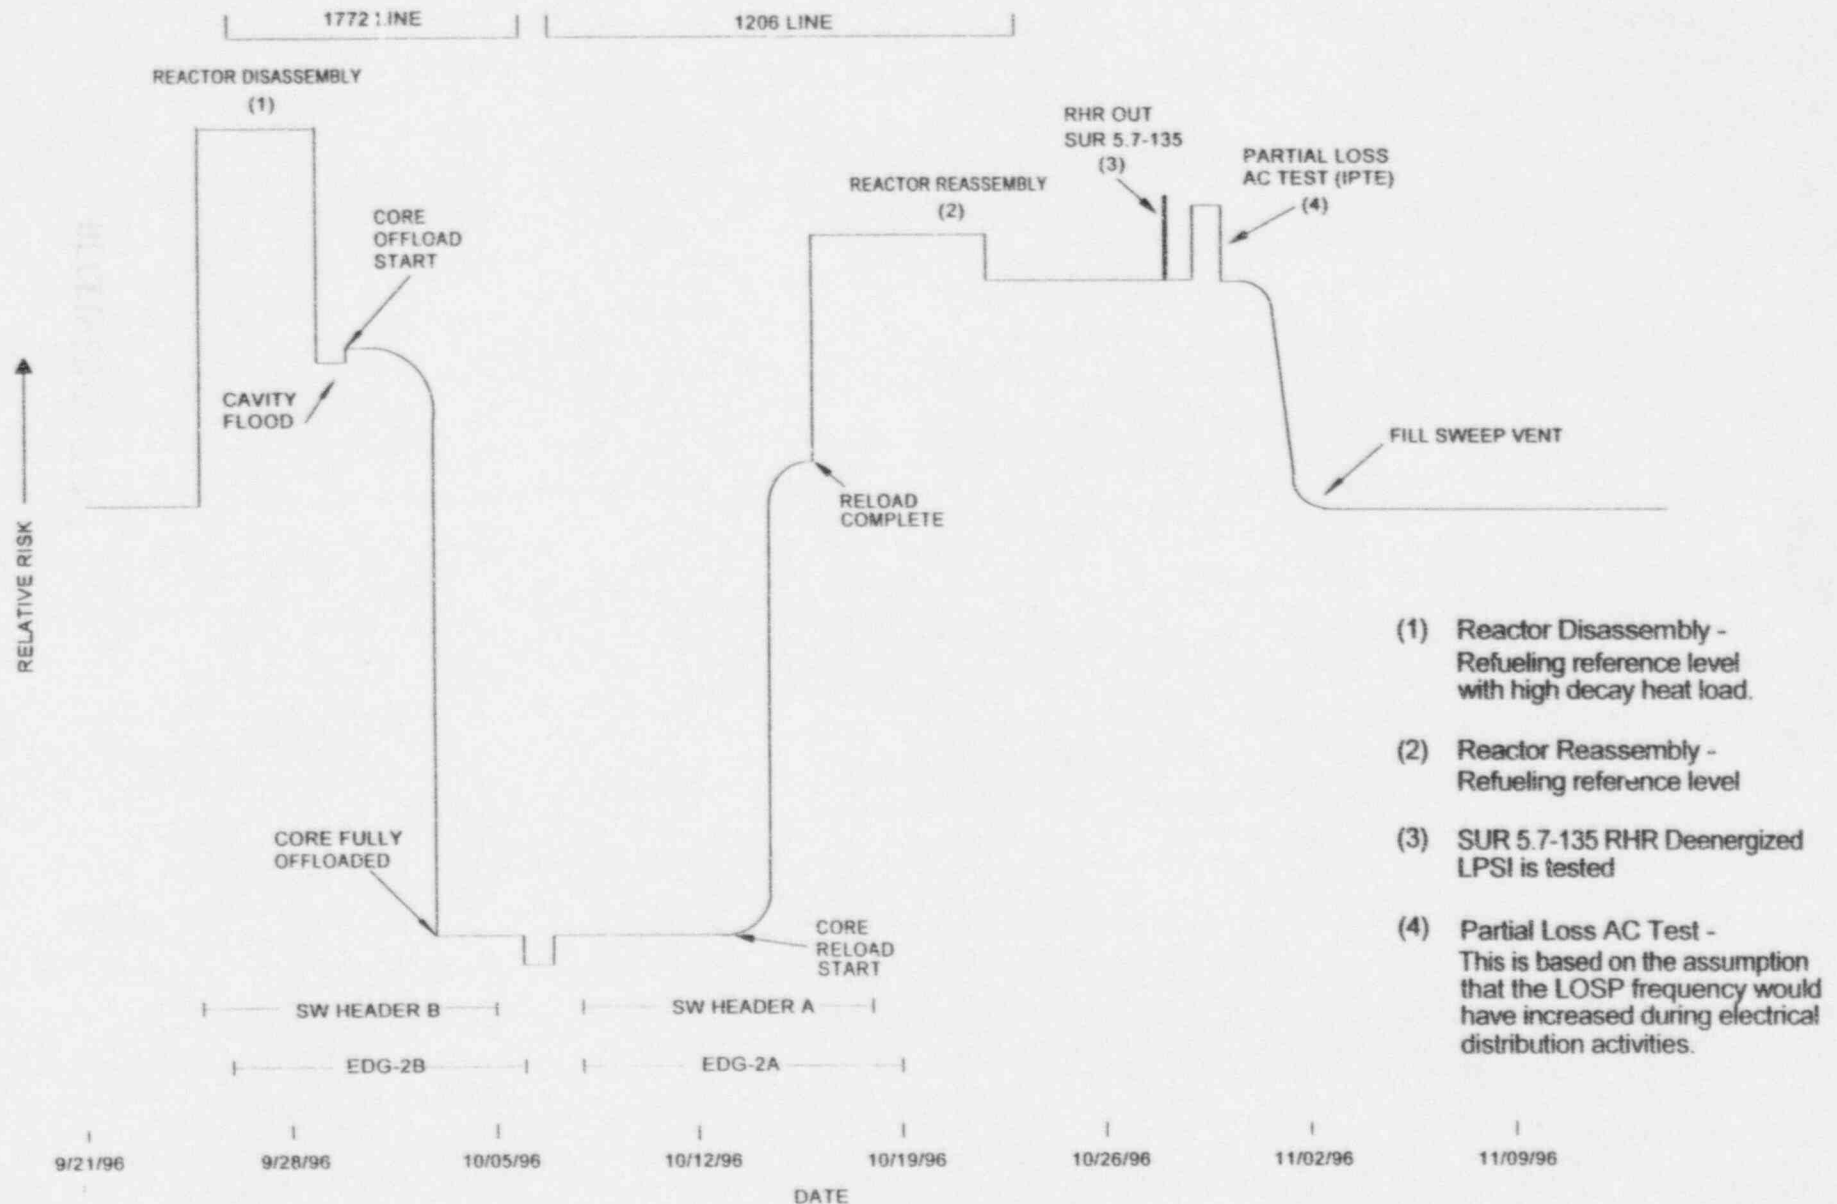 1772 LINE
1206 LINE
REACTOR DISASSEMBLY
(1)
RHR OUT
SUR 5.7-135
(3)
PARTIAL LOSS
AC TEST (IPTE)
(4)
REACTOR REASSEMBLY
(2)
CORE
OFFLOAD
START
CAVITY
FLOOD
FILL SWEEP VENT
RELOAD
COMPLETE
RELATIVE RISK
CORE FULLY
OFFLOADED
CORE
RELOAD
START
SW HEADER B
SW HEADER A
EDG-2B
EDG-2A
(1) Reactor Disassembly -
Refueling reference level
with high decay heat load.
(2) Reactor Reassembly -
Refueling reference level
(3) SUR 5.7-135 RHR Deenergized
LPSI is tested
(4) Partial Loss AC Test -
This is based on the assumption
that the LOSP frequency would
have increased during electrical
distribution activities.
9/21/96 9/28/96 10/05/96 10/12/96 10/19/96 10/26/96 11/02/96 11/09/96
DATE